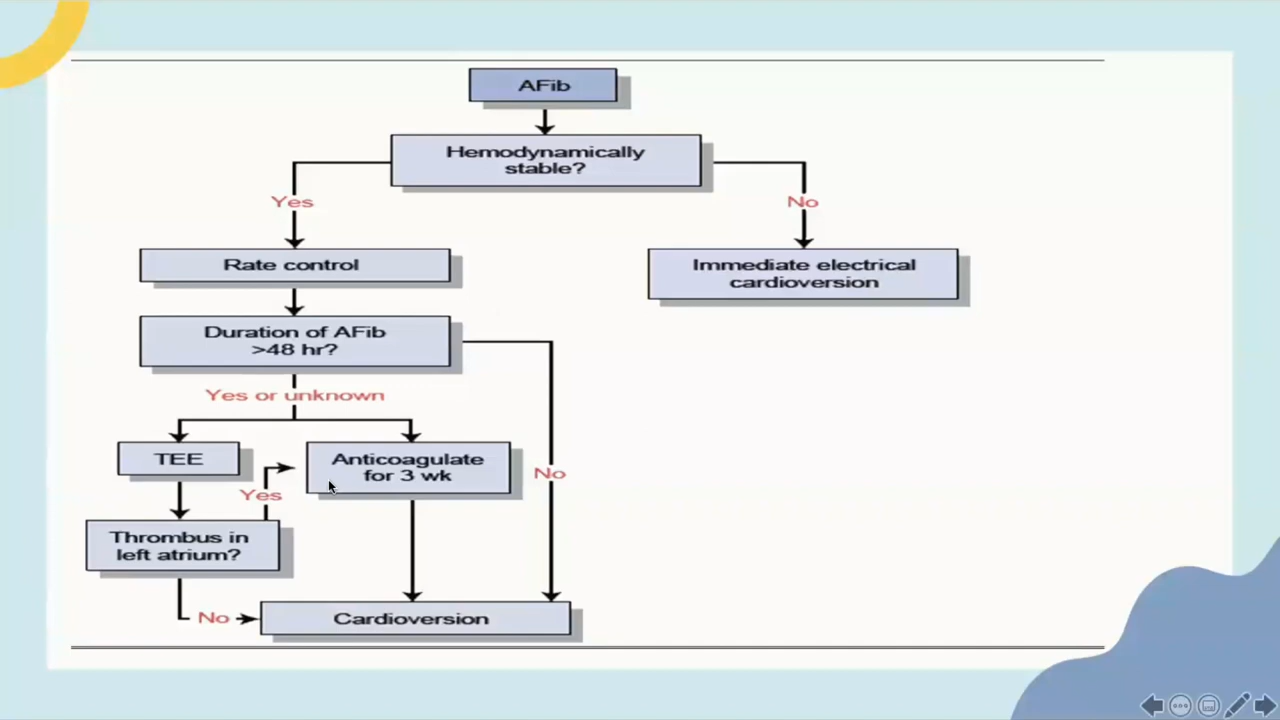 AFib
Hemodynamically
stable?
Yes
No
Rate control
Immediate electrical
cardioversion
Duration of AFib
>48 hr?
Yes or unknown
TEE
Anticoagulate
for 3 wk
No
Yes
Thrombus in
left atrium?
No
Cardioversion